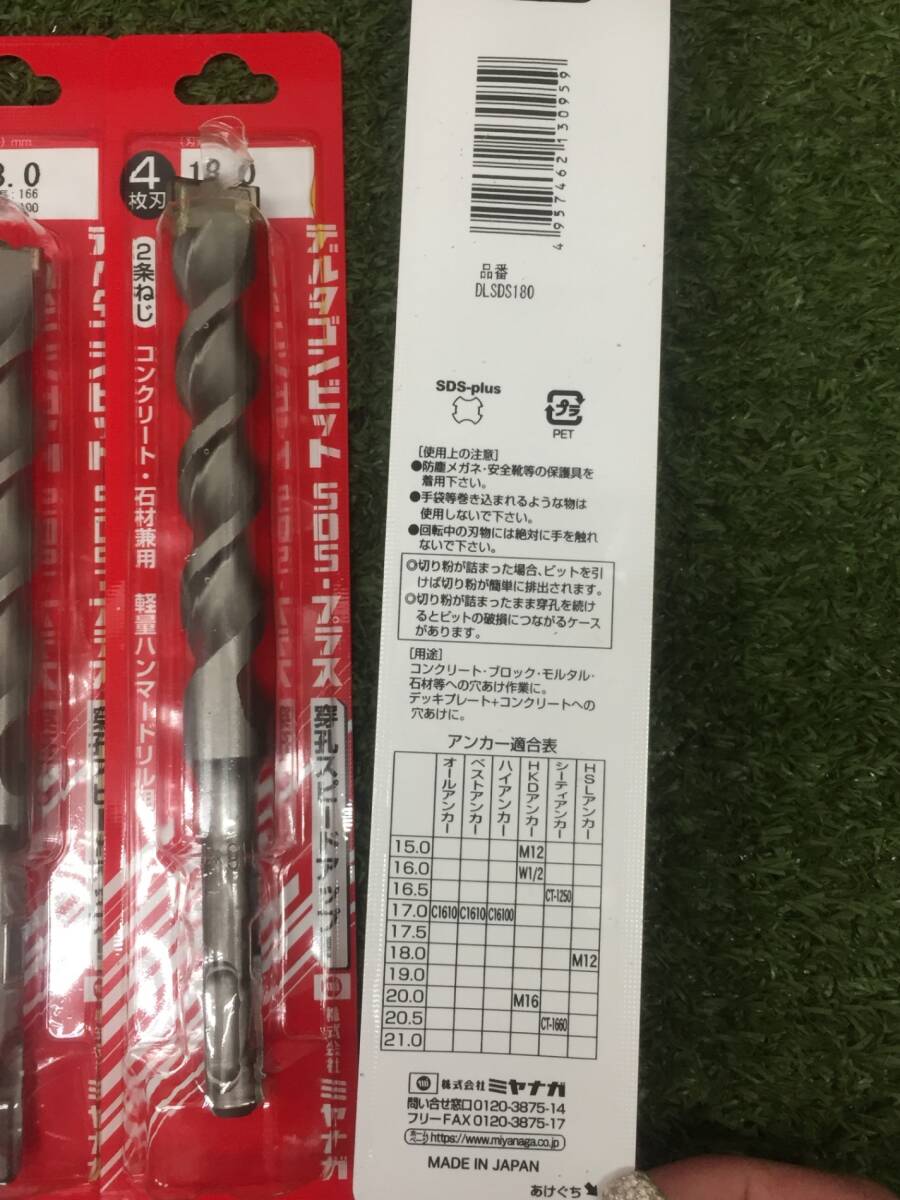 3.0
166
100
4枚刃
18.0
2条ねじ
コンクリート・石材兼用 軽量ハンマードリル用
デルタゴンビット SDS・プラス
穿孔スピードアップ
株式会社 ミヤナガ
4957462130959
品番
DLSDS180
SDS-plus
プラ
PET
[使用上の注意]
●防塵メガネ・安全靴等の保護具を
着用下さい。
●手袋等巻き込まれるような物は
使用しないで下さい。
●回転中の刃物には絶対に手を触れ
ないで下さい。
◎切り粉が詰まった場合、ビットを引
けば切り粉が簡単に排出されます。
◎切り粉が詰まったまま穿孔を続け
るとビットの破損につながるケース
があります。
[用途]
コンクリート・ブロック・モルタル・
石材等への穴あけ作業に。
デッキプレート+コンクリートへの
穴あけに。
アンカー適合表
オールアンカー ベストアンカー ハイアンカー HKDアンカー シーティアンカー HSLアンカー
15.0 M12
16.0 W1/2
16.5 CT-1250
17.0 C1610 C1610 C16100
17.5
18.0 M12
19.0
20.0 M16
20.5 CT-1660
21.0
株式会社 ミヤナガ
問い合せ窓口0120-3875-14
フリーFAX0120-3875-17
ホームページ https://www.miyanaga.co.jp
MADE IN JAPAN
あけぐち